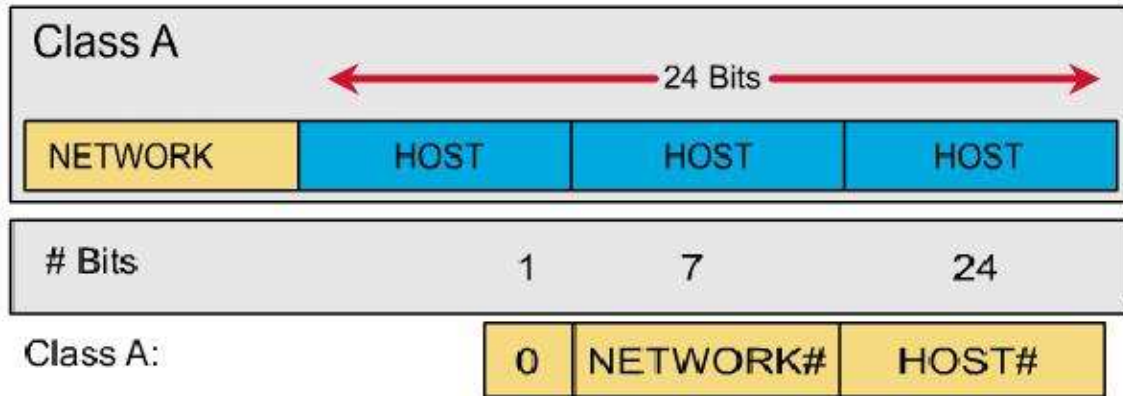 Class A
24 Bits
NETWORK HOST HOST HOST
# Bits 1 7 24
Class A: 0 NETWORK# HOST#